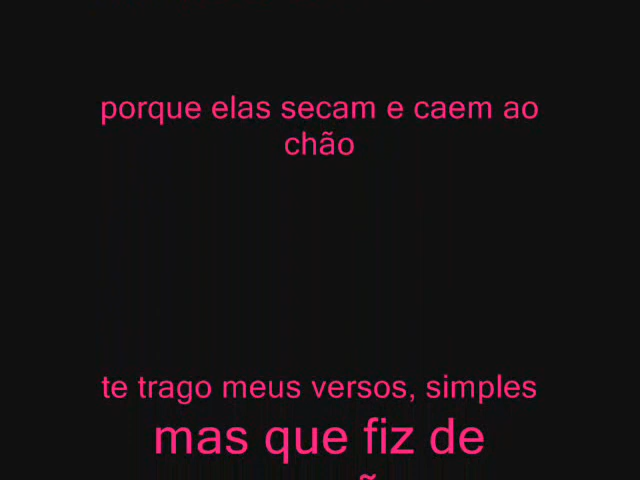 porque elas secam e caem ao
chão
te trago meus versos, simples
mas que fiz de